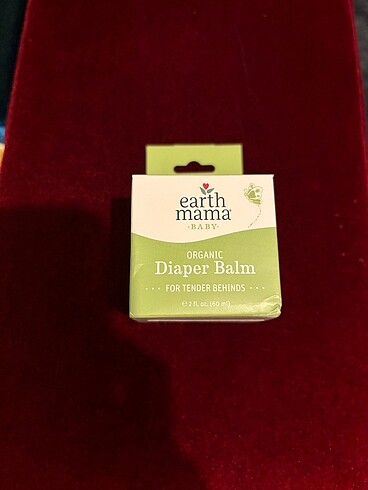 earth
mama
·BABY·
ORGANIC
Diaper Balm
··· FOR TENDER BEHINDS ···
℮ 2 fl. oz. (60 ml)